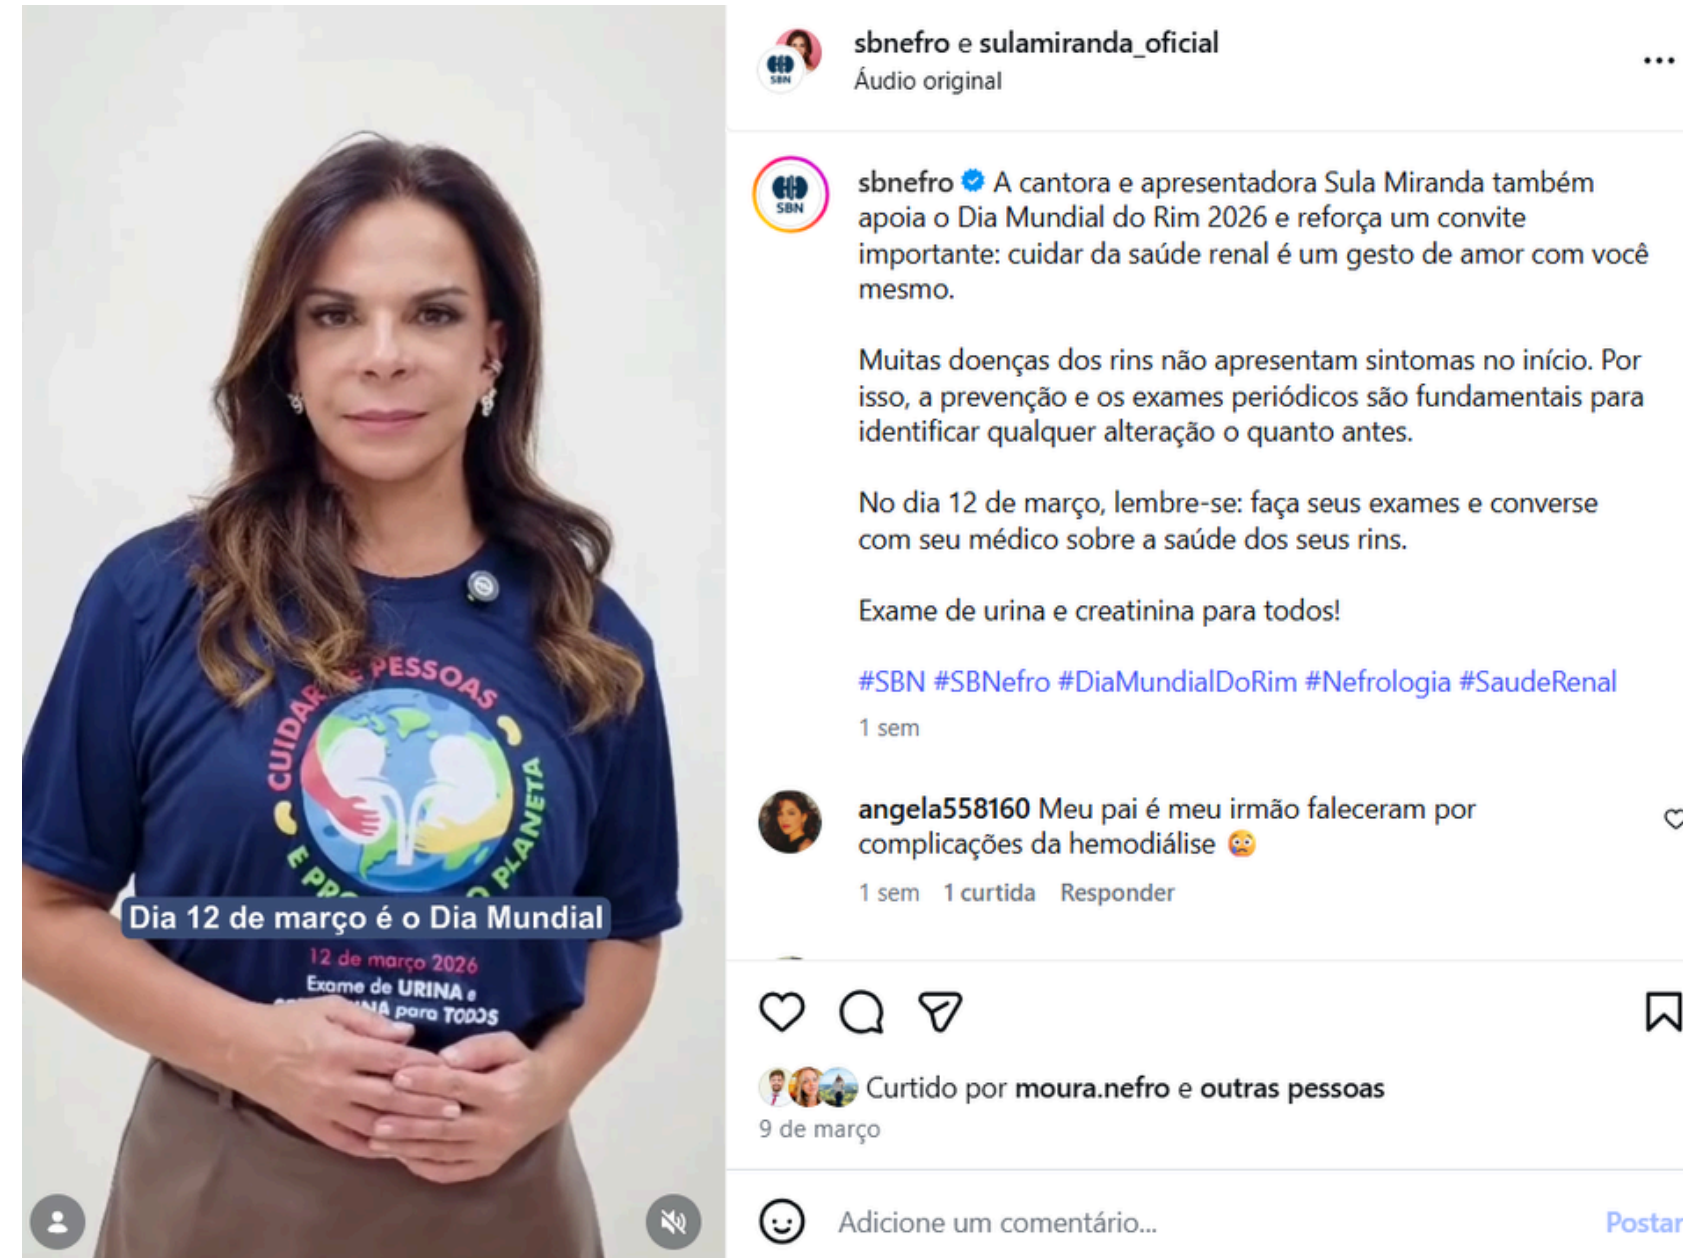 CUIDAR DE PESSOAS
E PRO O PLANETA
Dia 12 de março é o Dia Mundial
12 de março 2026
Exame de URINA e
para TODOS
sbnefro e sulamiranda_oficial
Áudio original
SBN
sbnefro A cantora e apresentadora Sula Miranda também
apoia o Dia Mundial do Rim 2026 e reforça um convite
importante: cuidar da saúde renal é um gesto de amor com você
mesmo.
Muitas doenças dos rins não apresentam sintomas no início. Por
isso, a prevenção e os exames periódicos são fundamentais para
identificar qualquer alteração o quanto antes.
No dia 12 de março, lembre-se: faça seus exames e converse
com seu médico sobre a saúde dos seus rins.
Exame de urina e creatinina para todos!
#SBN #SBNefro #DiaMundialDoRim #Nefrologia #SaudeRenal
1 sem
SBN
angela558160 Meu pai é meu irmão faleceram por
complicações da hemodiálise 😢
1 sem 1 curtida Responder
Curtido por moura.nefro e outras pessoas
9 de março
Adicione um comentário...
Postar